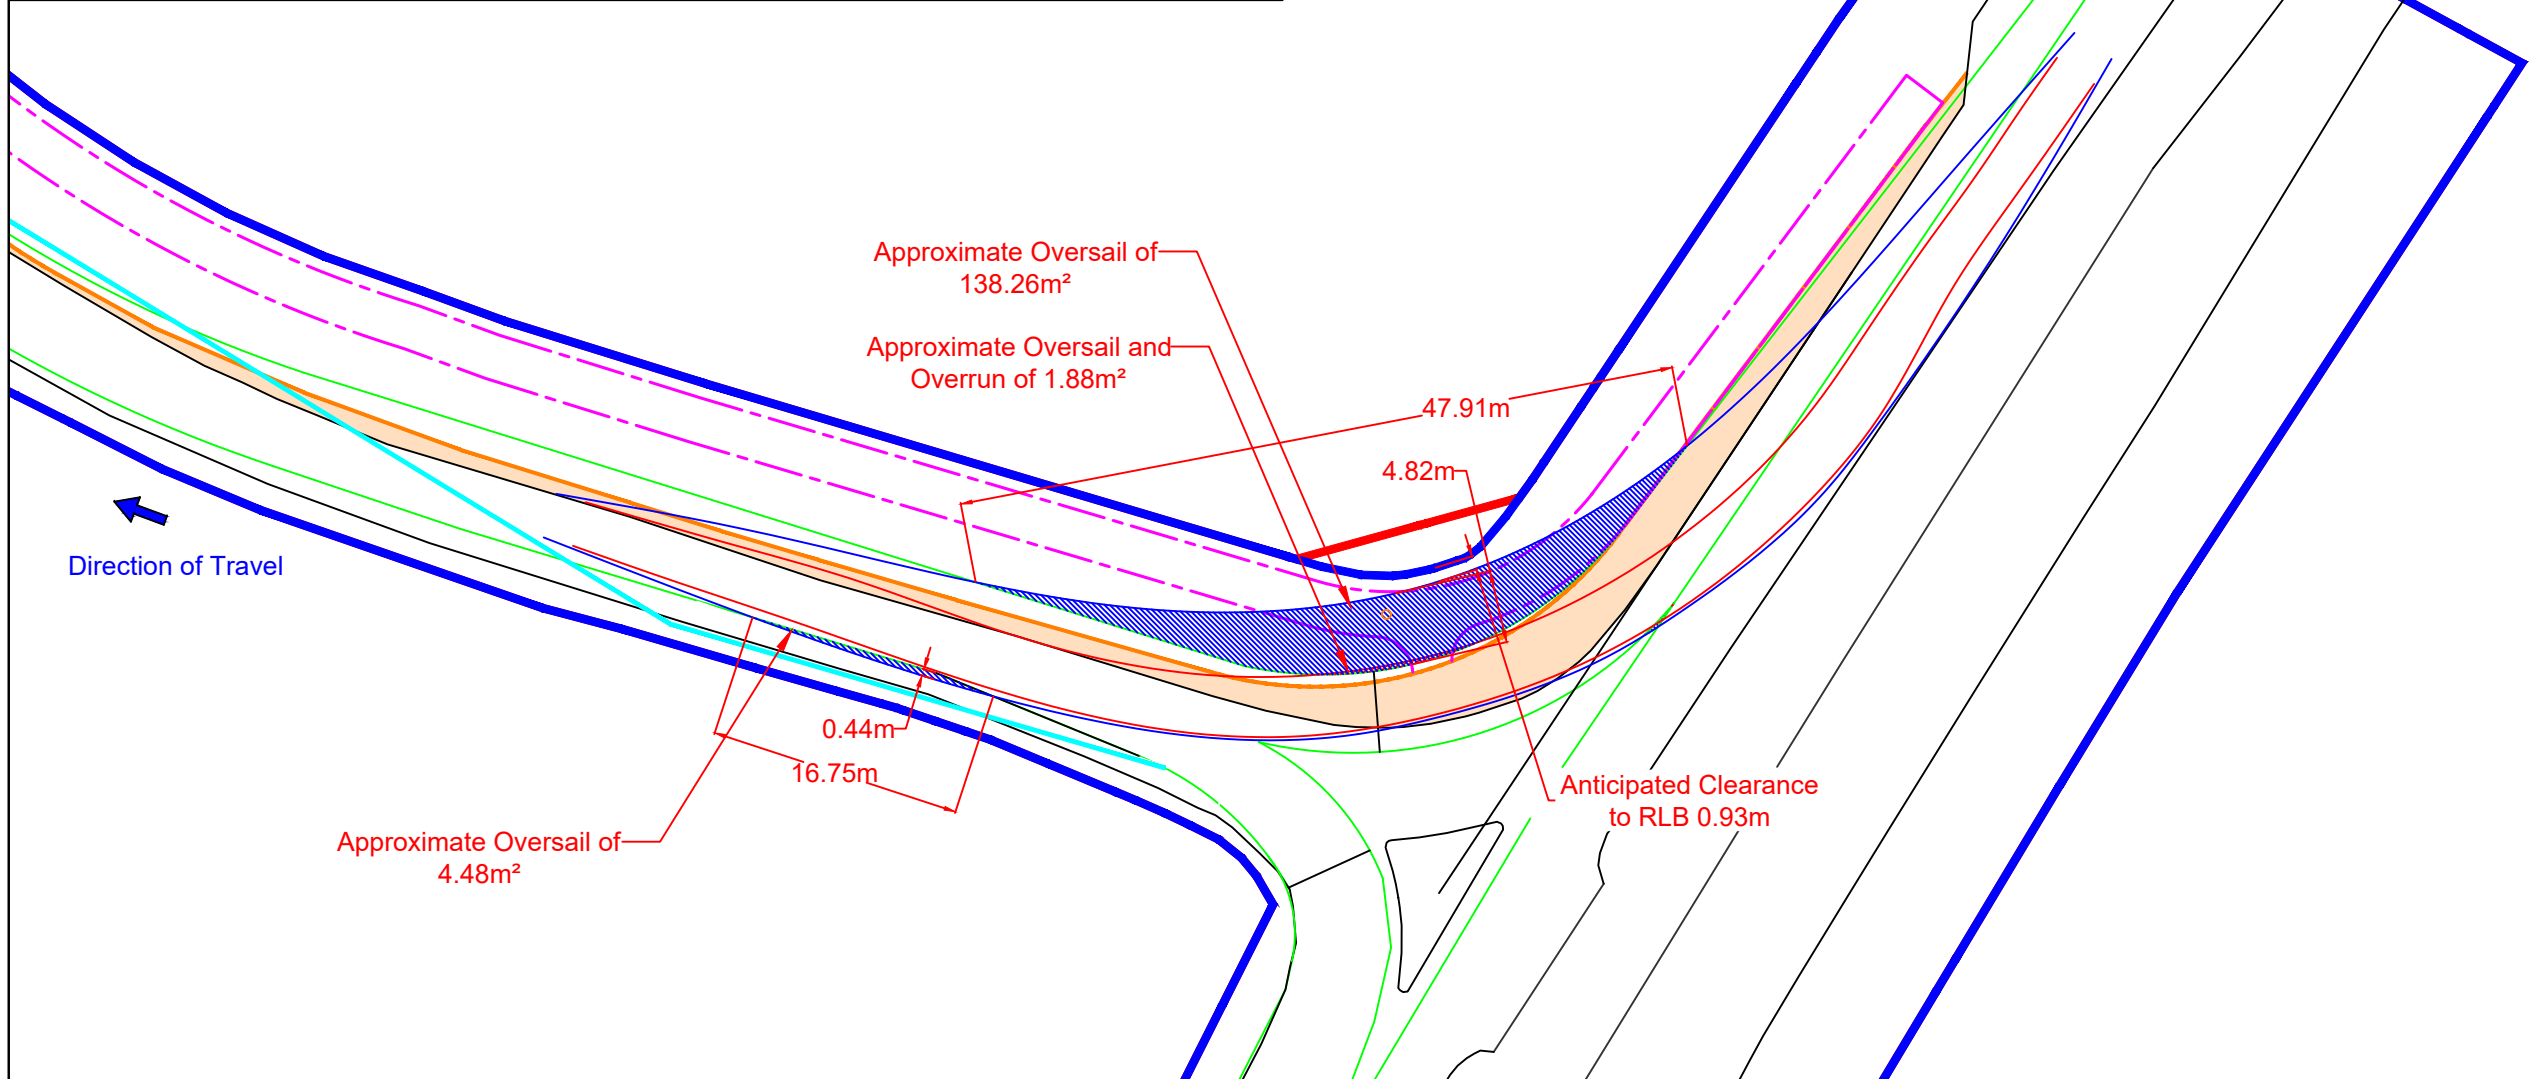 Approximate Oversail of
138.26m²
Approximate Oversail and
Overrun of 1.88m²
47.91m
4.82m
Direction of Travel
0.44m
16.75m
Anticipated Clearance
to RLB 0.93m
Approximate Oversail of
4.48m²